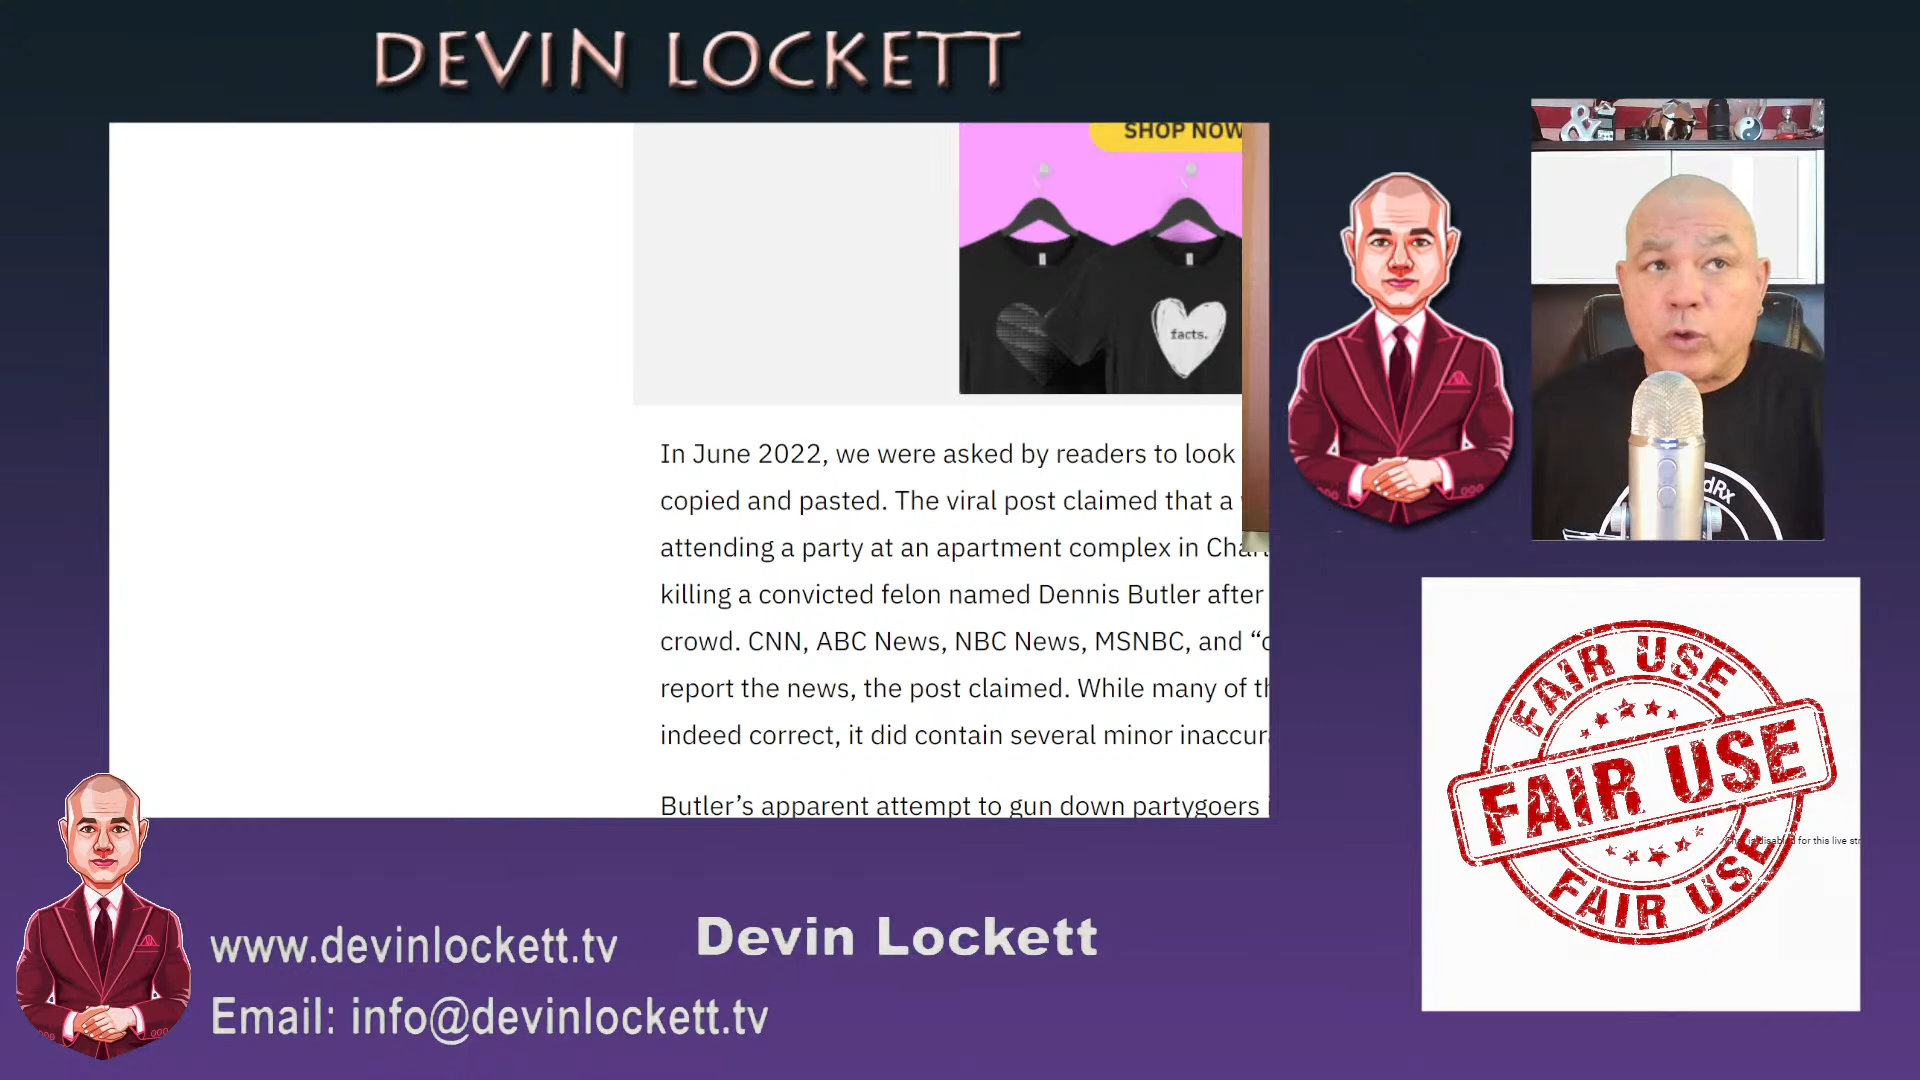 DEVIN LOCKETT
SHOP NOW
facts.
In June 2022, we were asked by readers to look
copied and pasted. The viral post claimed that a
attending a party at an apartment complex in
killing a convicted felon named Dennis Butler after
crowd. CNN, ABC News, NBC News, MSNBC, and “
report the news, the post claimed. While many of
indeed correct, it did contain several minor
Butler’s apparent attempt to gun down partygoers
dRx
FAIR USE
FAIR USE
FAIR USE
for this live
www.devinlockett.tv
Devin Lockett
Email: info@devinlockett.tv